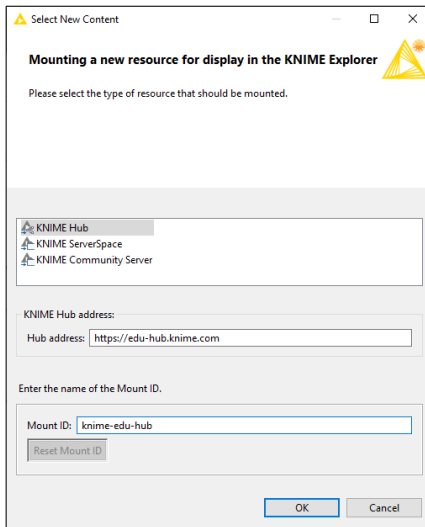 Select New Content
Mounting a new resource for display in the KNIME Explorer
Please select the type of resource that should be mounted.
KNIME Hub
KNIME ServerSpace
KNIME Community Server
KNIME Hub address:
Hub address: https://edu-hub.knime.com
Enter the name of the Mount ID.
Mount ID: knime-edu-hub
Reset Mount ID
OK Cancel